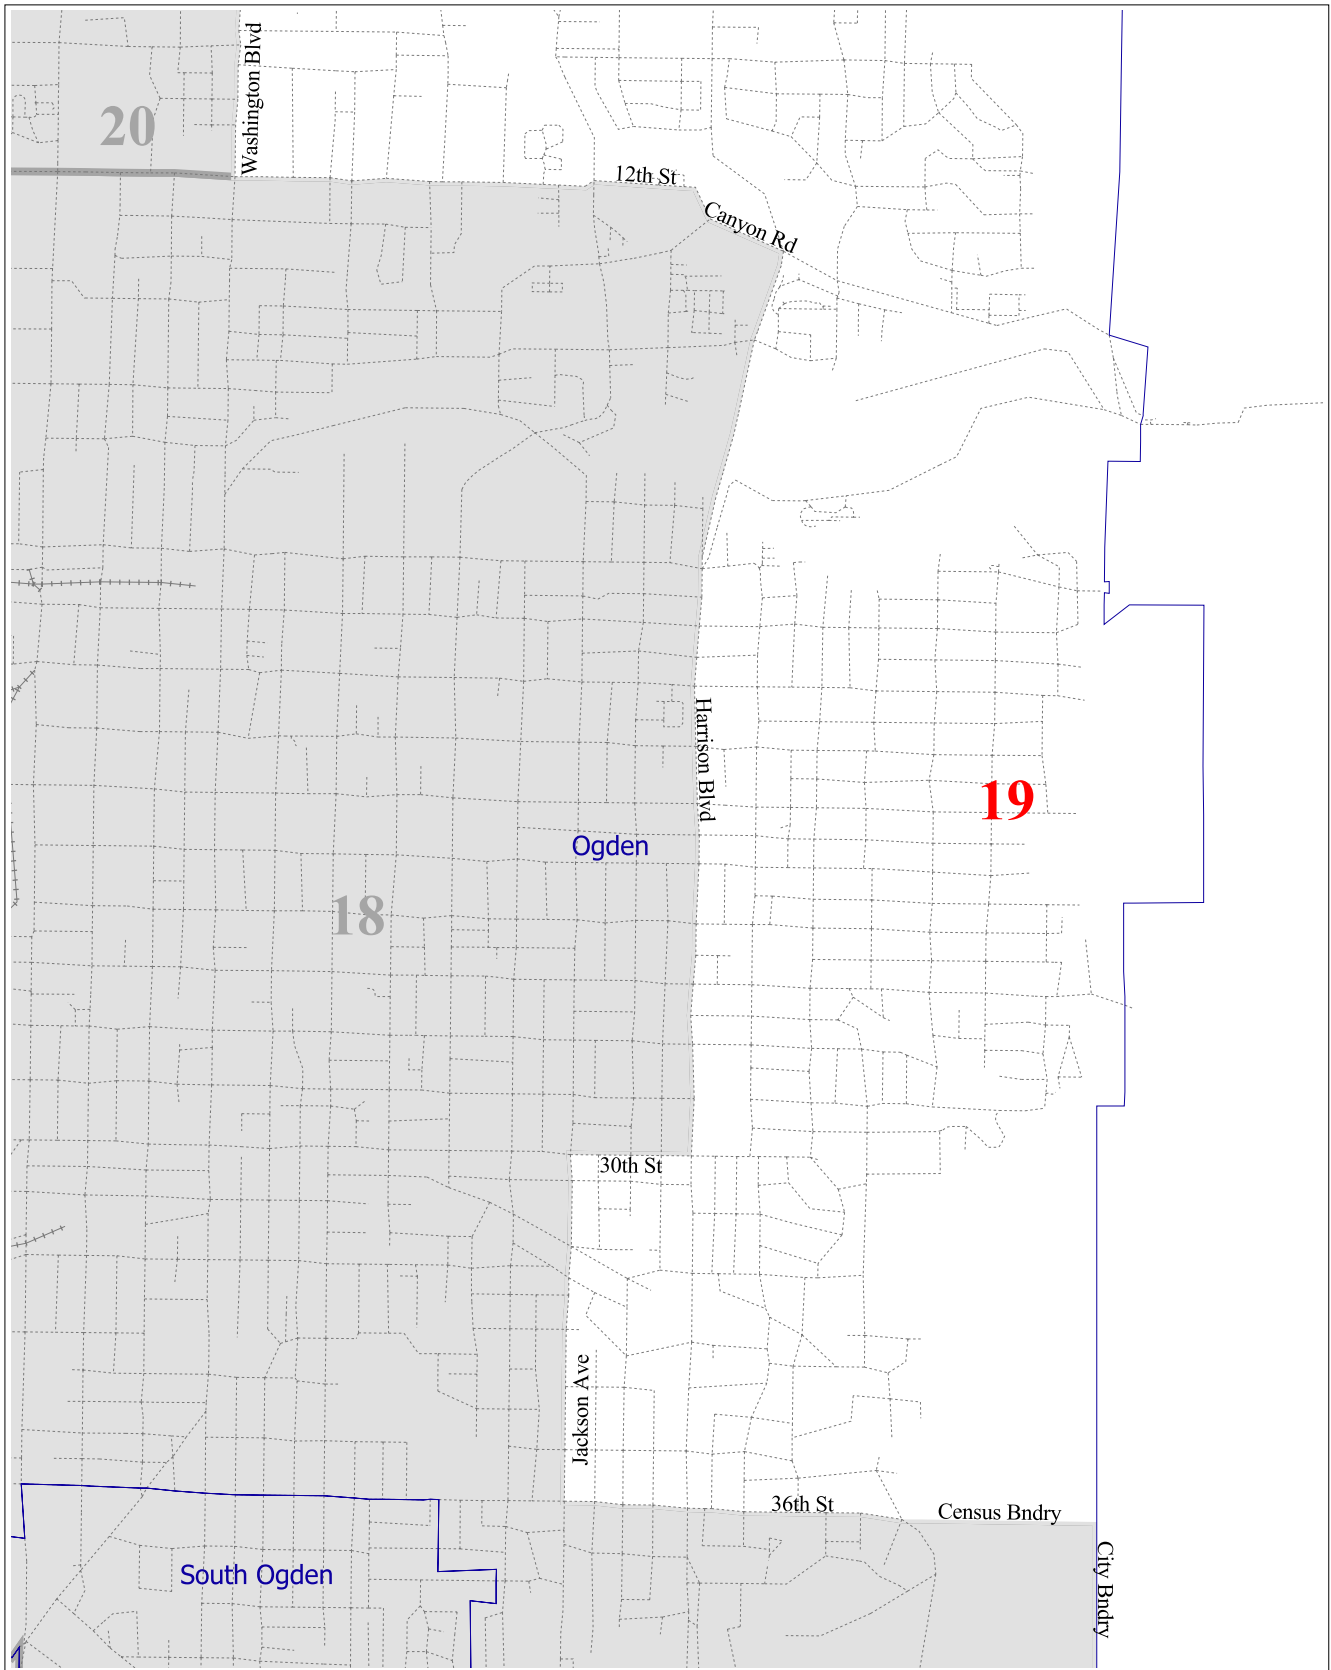 Washington Blvd
20
12th St
Canyon Rd
Harrison Blvd
19
Ogden
18
30th St
Jackson Ave
36th St
Census Bndry
City Bndry
South Ogden